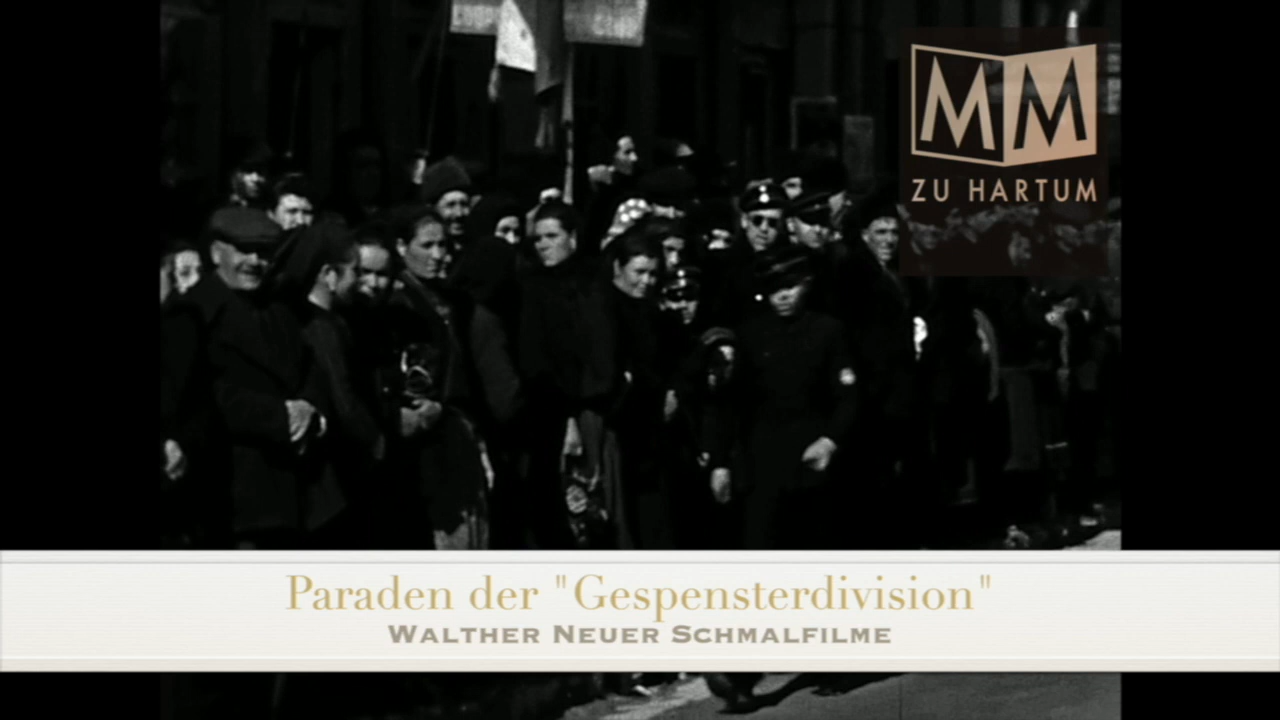 MM
ZU HARTUM
Paraden der "Gespensterdivision"
WALTHER NEUER SCHMALFILME